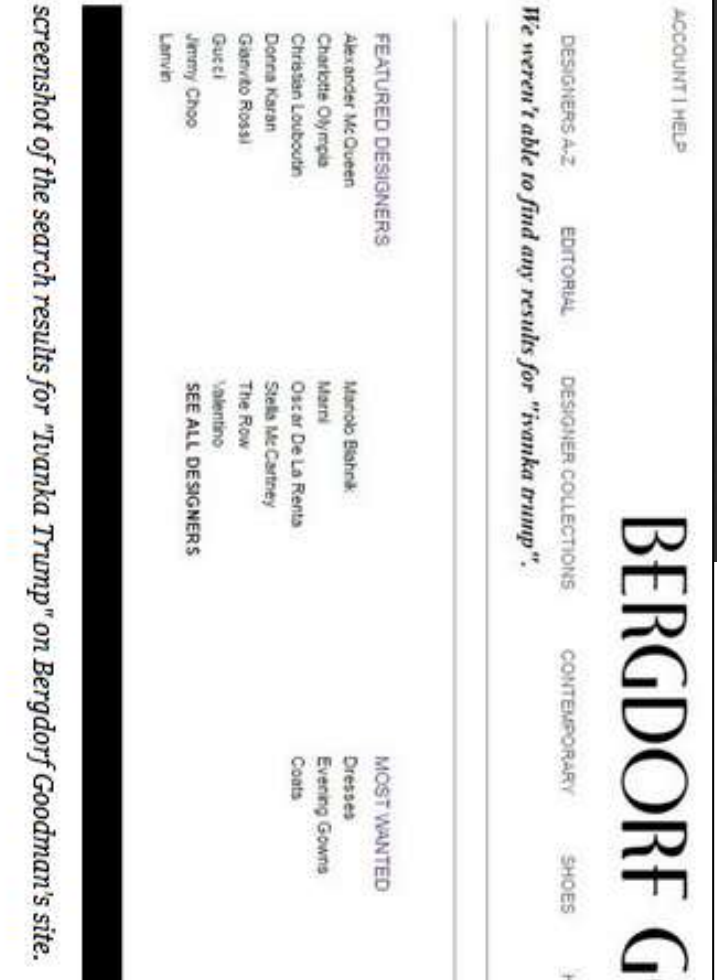 ACCOUNT | HELP
BERGDORF G
DESIGNERS A-Z EDITORIAL DESIGNER COLLECTIONS CONTEMPORARY SHOES
We weren't able to find any results for "ivanka trump".
FEATURED DESIGNERS
Alexander McQueen
Charlotte Olympia
Christian Louboutin
Donna Karan
Gianvito Rossi
Gucci
Jimmy Choo
Lanvin
Manolo Blahnik
Marni
Oscar De La Renta
Stella McCartney
The Row
Valentino
SEE ALL DESIGNERS
MOST WANTED
Dresses
Evening Gowns
Coats
screenshot of the search results for "Ivanka Trump" on Bergdorf Goodman's site.